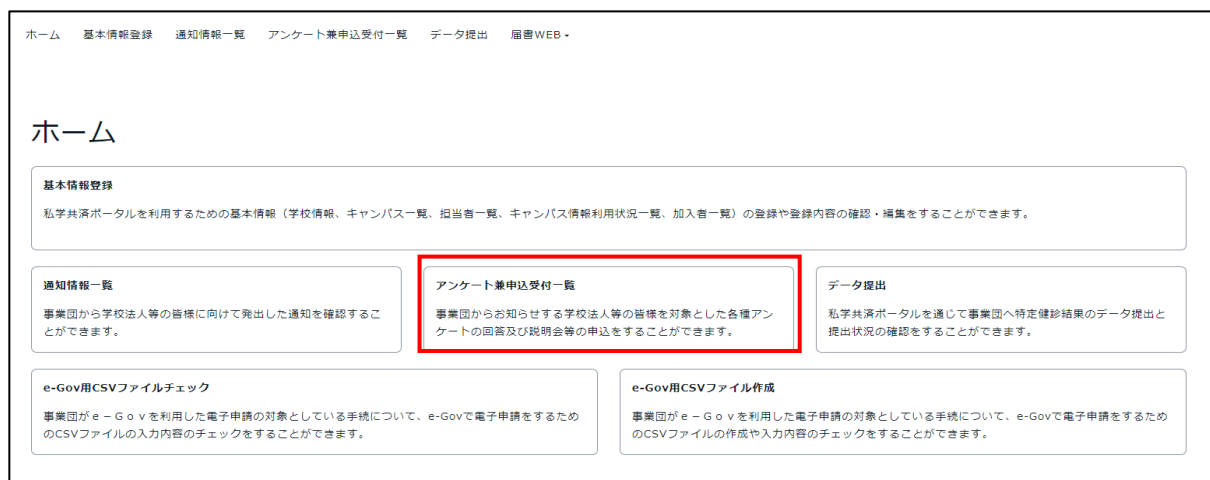 ホーム 基本情報登録 通知情報一覧 アンケート兼申込受付一覧 データ提出 届書WEB
ホーム
基本情報登録
私学共済ポータルを利用するための基本情報（学校情報、キャンパス一覧、担当者一覧、キャンパス情報利用状況一覧、加入者一覧）の登録や登録内容の確認・編集をすることができます。
通知情報一覧
事業団から学校法人等の皆様に向けて発出した通知を確認するこ
とができます。
アンケート兼申込受付一覧
事業団からお知らせする学校法人等の皆様を対象とした各種アン
ケートの回答及び説明会等の申込をすることができます。
データ提出
私学共済ポータルを通じて事業団へ特定健診結果のデータ提出と
提出状況の確認をすることができます。
e-Gov用CSVファイルチェック
事業団がｅ－Ｇｏｖを利用した電子申請の対象としている手続について、e-Govで電子申請をするため
のCSVファイルの入力内容のチェックをすることができます。
e-Gov用CSVファイル作成
事業団がｅ－Ｇｏｖを利用した電子申請の対象としている手続について、e-Govで電子申請をするため
のCSVファイルの作成や入力内容のチェックをすることができます。